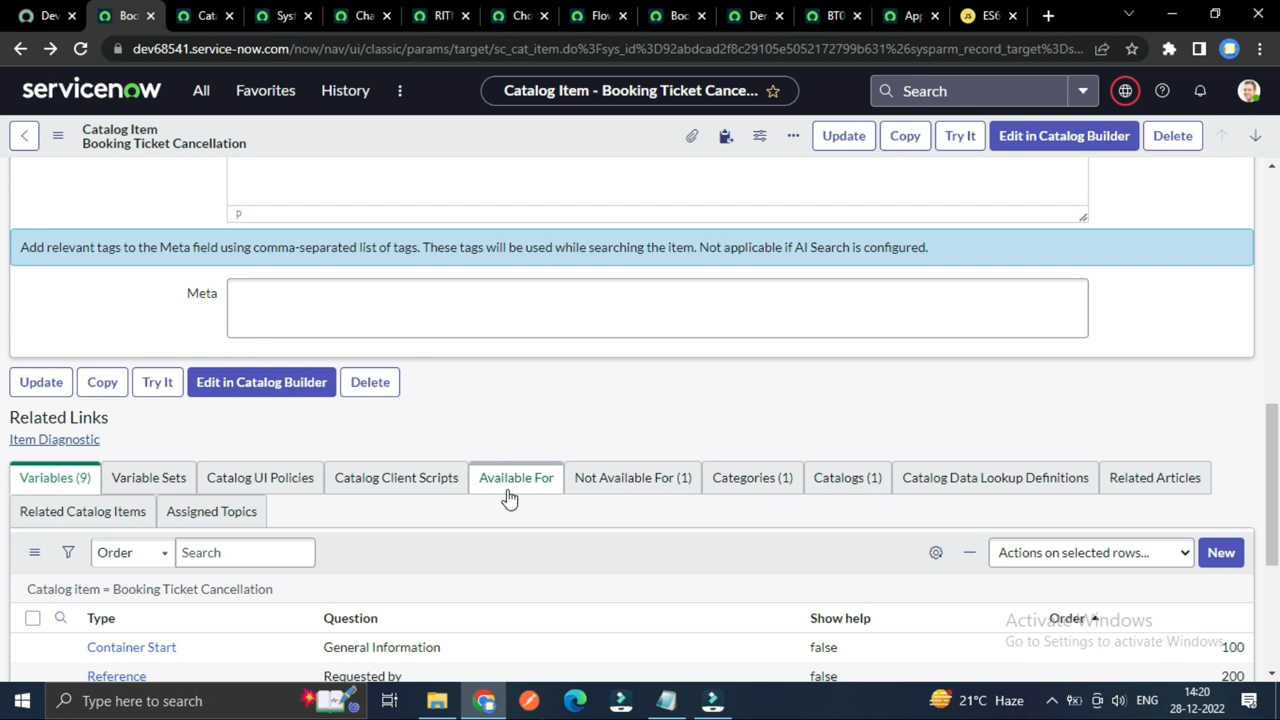 Dev
Boo
Cata
Syst
Cha
RITI
Cho
Flow
Boo
Der
BT0
App
JS
ES6
dev68541.service-now.com/now/nav/ui/classic/params/target/sc_cat_item.do%3Fsys_id%3D92abdcad2f8c29105e5052172799b631%26sysparm_record_target%3Ds...
servicenow
All
Favorites
History
Catalog Item - Booking Ticket Cance...
Search
Catalog Item
Booking Ticket Cancellation
Update
Copy
Try It
Edit in Catalog Builder
Delete
P
Add relevant tags to the Meta field using comma-separated list of tags. These tags will be used while searching the item. Not applicable if AI Search is configured.
Meta
Update
Copy
Try It
Edit in Catalog Builder
Delete
Related Links
Item Diagnostic
Variables (9)
Variable Sets
Catalog UI Policies
Catalog Client Scripts
Available For
Not Available For (1)
Categories (1)
Catalogs (1)
Catalog Data Lookup Definitions
Related Articles
Related Catalog Items
Assigned Topics
Order
Search
Actions on selected rows...
New
Catalog item = Booking Ticket Cancellation
Type
Question
Show help
Order
Activate Windows
Go to Settings to activate Windows.
Container Start
General Information
false
100
Reference
Requested by
false
200
Type here to search
21°C Haze
ENG
14:20
28-12-2022